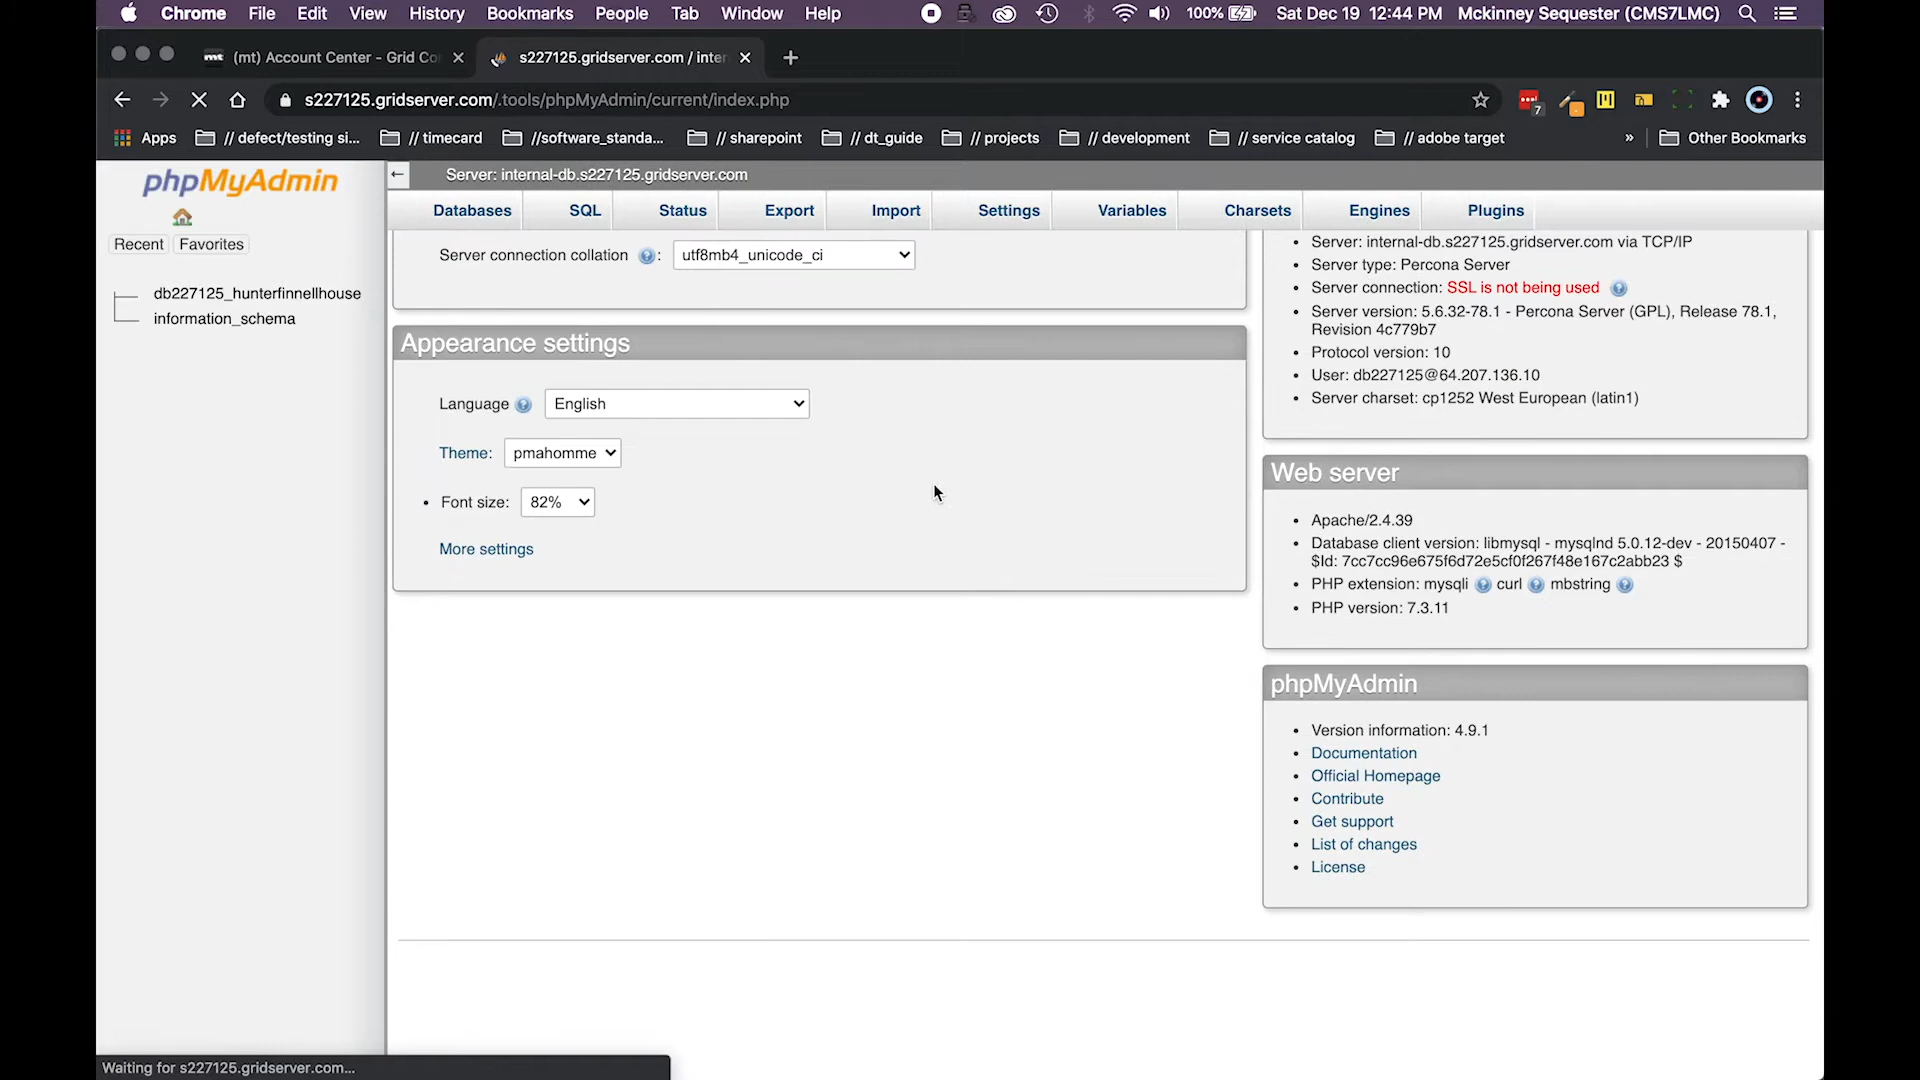 Chrome File Edit View History Bookmarks People Tab Window Help 100% Sat Dec 19 12:44 PM Mckinney Sequester (CMS7LMC)
(mt) Account Center - Grid Co
s227125.gridserver.com / inter
s227125.gridserver.com/.tools/phpMyAdmin/current/index.php
7
Apps // defect/testing si... // timecard //software_standa... // sharepoint // dt_guide // projects // development // service catalog // adobe target » Other Bookmarks
phpMyAdmin
Recent Favorites
db227125_hunterfinnellhouse
information_schema
Server: internal-db.s227125.gridserver.com
Databases SQL Status Export Import Settings Variables Charsets Engines Plugins
Server connection collation : utf8mb4_unicode_ci
Appearance settings
Language English
Theme: pmahomme
• Font size: 82%
More settings
• Server: internal-db.s227125.gridserver.com via TCP/IP
• Server type: Percona Server
• Server connection: SSL is not being used
• Server version: 5.6.32-78.1 - Percona Server (GPL), Release 78.1,
Revision 4c779b7
• Protocol version: 10
• User: db227125@64.207.136.10
• Server charset: cp1252 West European (latin1)
Web server
• Apache/2.4.39
• Database client version: libmysql - mysqlnd 5.0.12-dev - 20150407 -
$Id: 7cc7cc96e675f6d72e5cf0f267f48e167c2abb23 $
• PHP extension: mysqli curl mbstring
• PHP version: 7.3.11
phpMyAdmin
• Version information: 4.9.1
• Documentation
• Official Homepage
• Contribute
• Get support
• List of changes
• License
Waiting for s227125.gridserver.com...